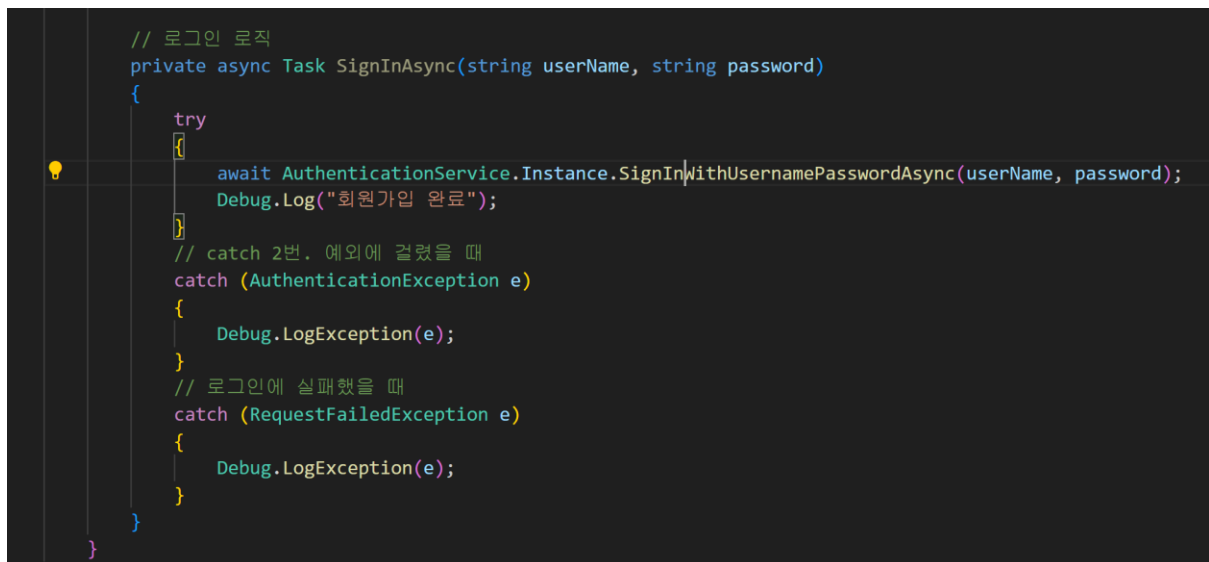 // 로그인 로직
private async Task SignInAsync(string userName, string password)
{
try
{
await AuthenticationService.Instance.SignInWithUsernamePasswordAsync(userName, password);
Debug.Log("회원가입 완료");
}
// catch 2번. 예외에 걸렸을 때
catch (AuthenticationException e)
{
Debug.LogException(e);
}
// 로그인에 실패했을 때
catch (RequestFailedException e)
{
Debug.LogException(e);
}
}
}